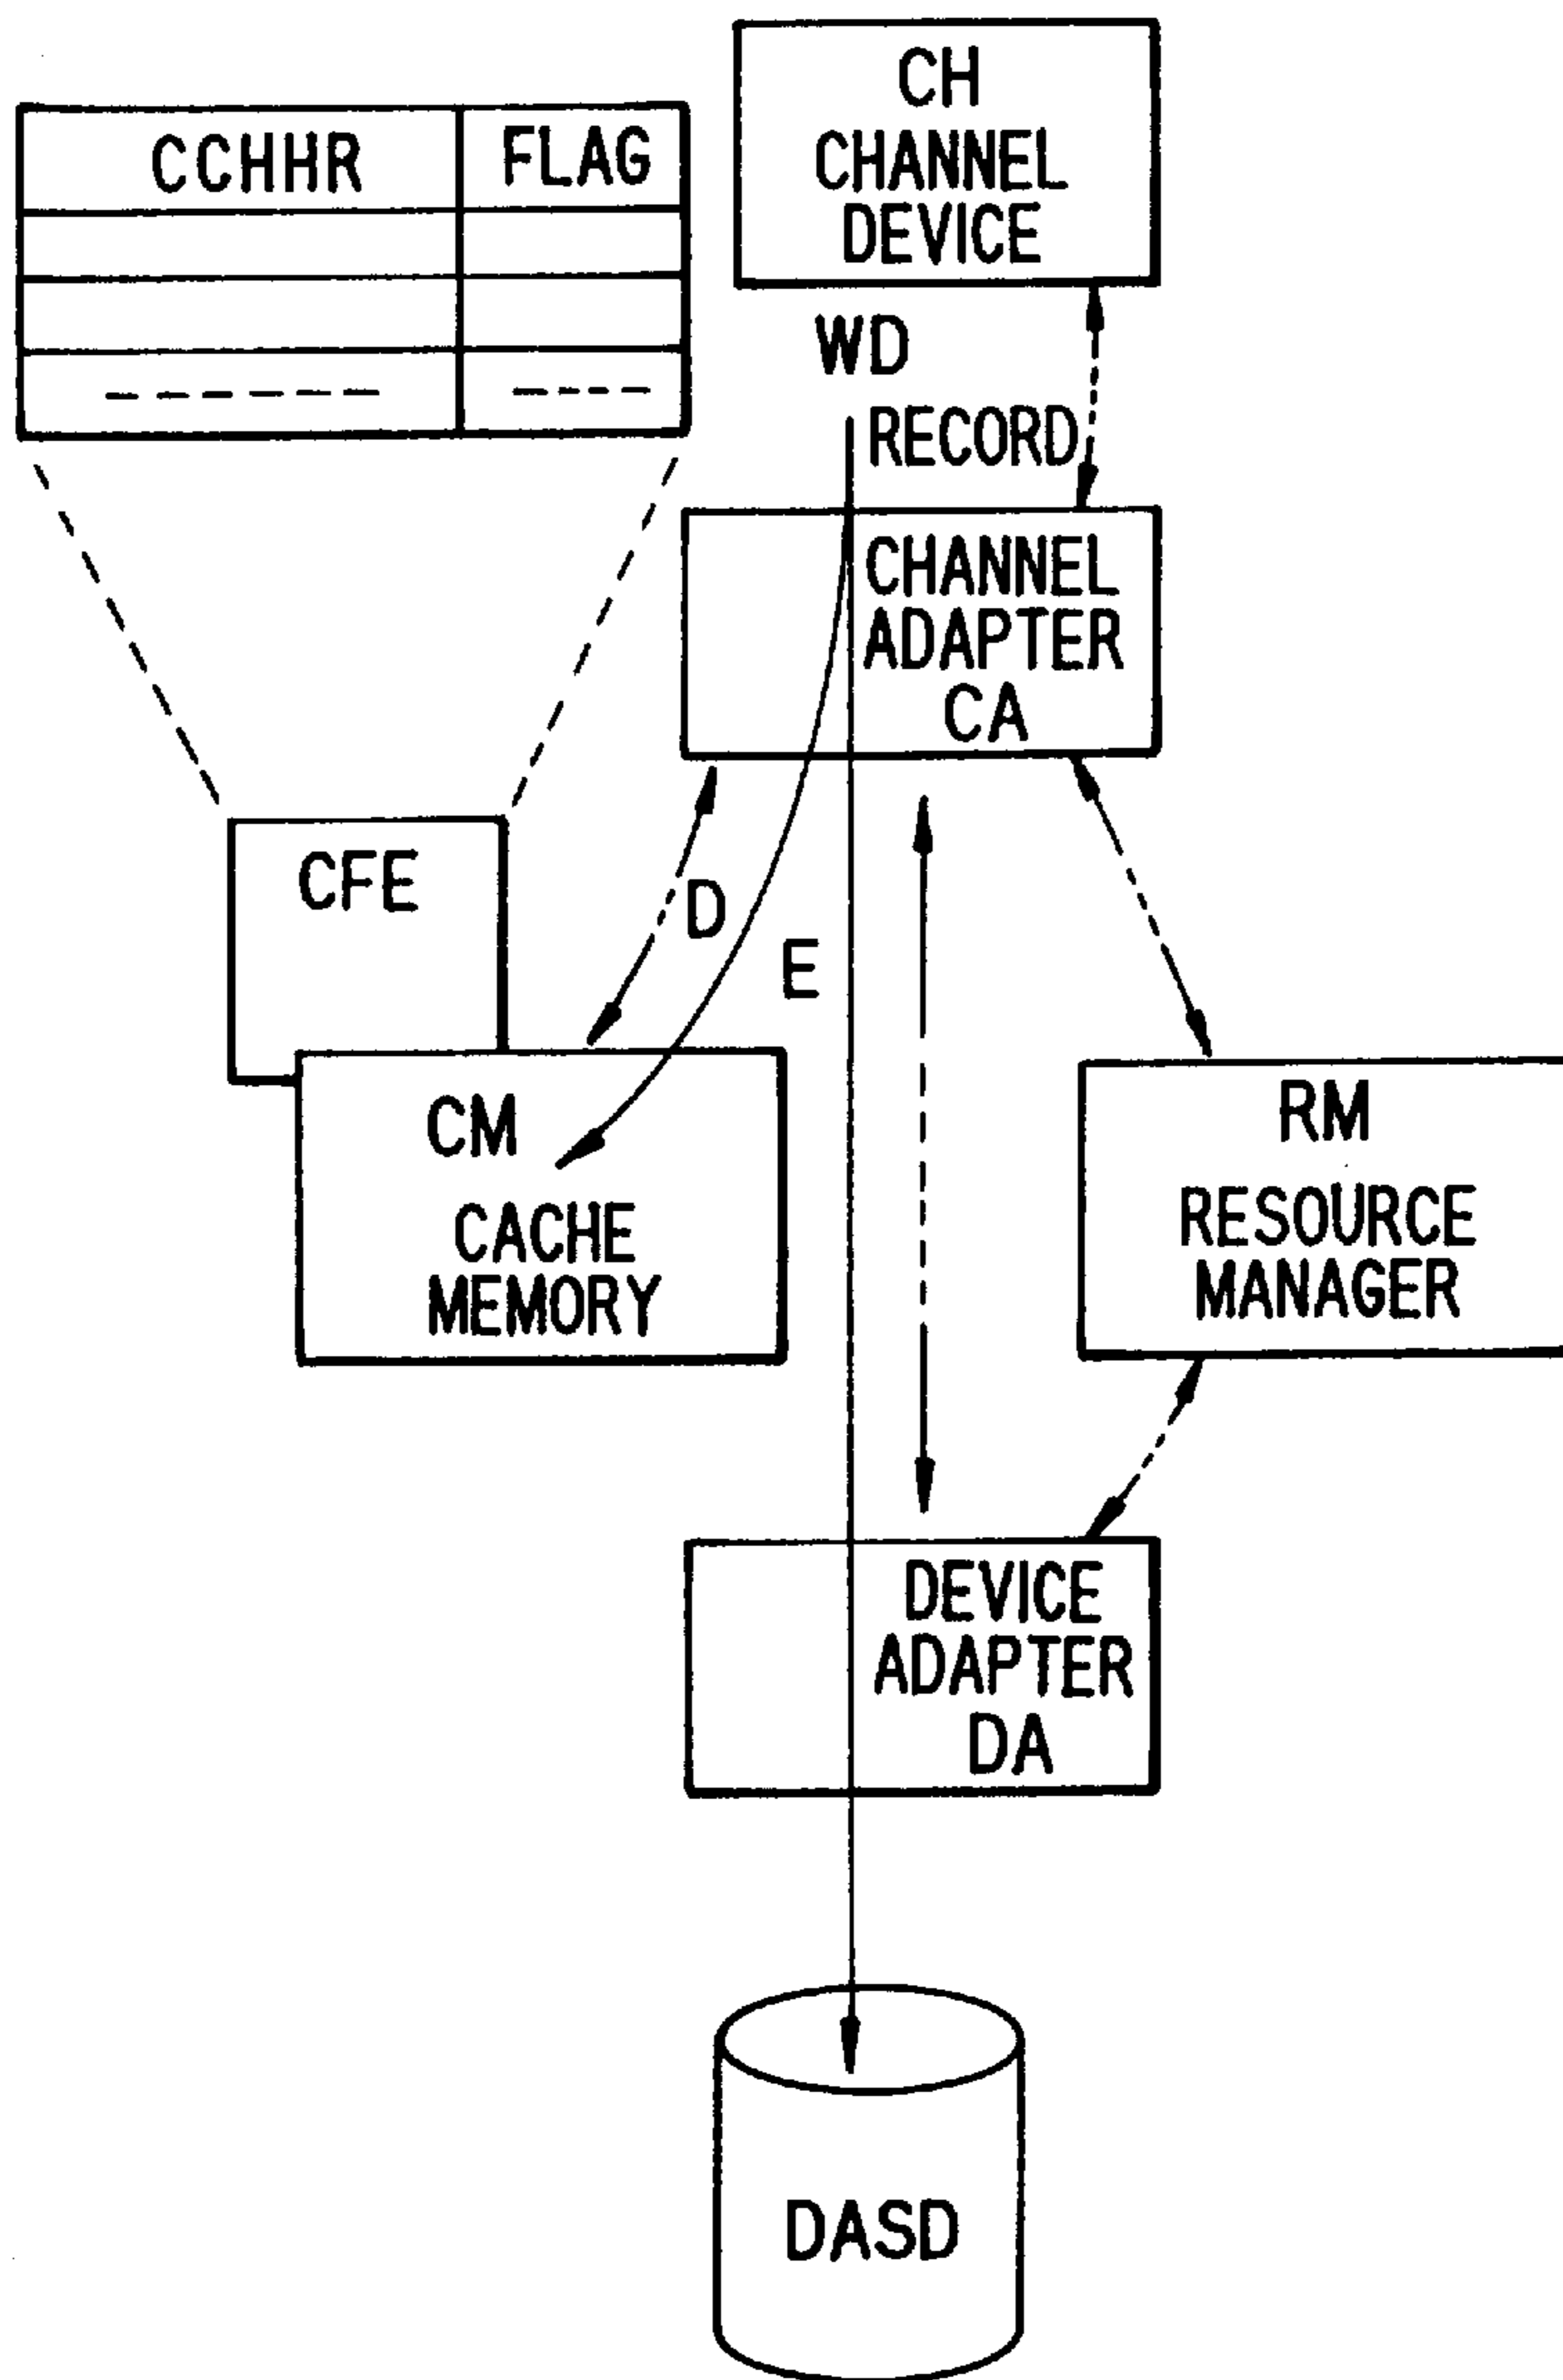 CH
CHANNEL
DEVICE
CCHHR FLAG
WD
RECORD
CHANNEL
ADAPTER
CA
CFE
D
E
CM
CACHE
MEMORY
RM
RESOURCE
MANAGER
DEVICE
ADAPTER
DA
DASD